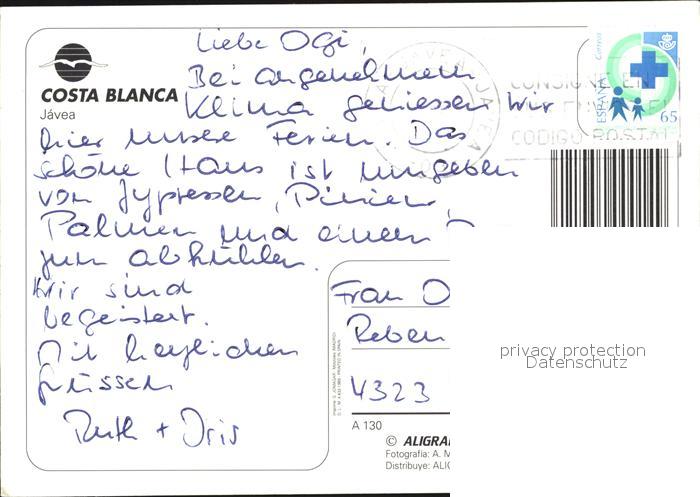 Liebe Ogi,
Bei angenehmem
Klima geniessen wir
hier unsere Ferien. Das
schöne Haus ist umgeben
von Zypressen, Pinien,
Palmen und einen
zum abkühlen.
Wir sind
begeistert.
Mit herzlichen
Grüssen
Ruth + Iris
COSTA BLANCA
Jávea
Correos
ESPAÑA
65
CONSIGNE EN
CODIGO POSTAL
Frau O
Reben
4323
privacy protection
Datenschutz
A 130
© ALIGRA
Fotografía: A. M
Distribuye: ALIG